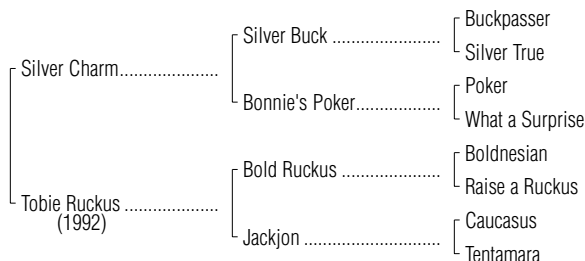 Buckpasser
Silver Buck ........................
Silver True
Silver Charm......................
Poker
Bonnie's Poker...................
What a Surprise
Boldnesian
Bold Ruckus ......................
Raise a Ruckus
Tobie Ruckus .....................
(1992)
Caucasus
Jackjon ..............................
Tentamara